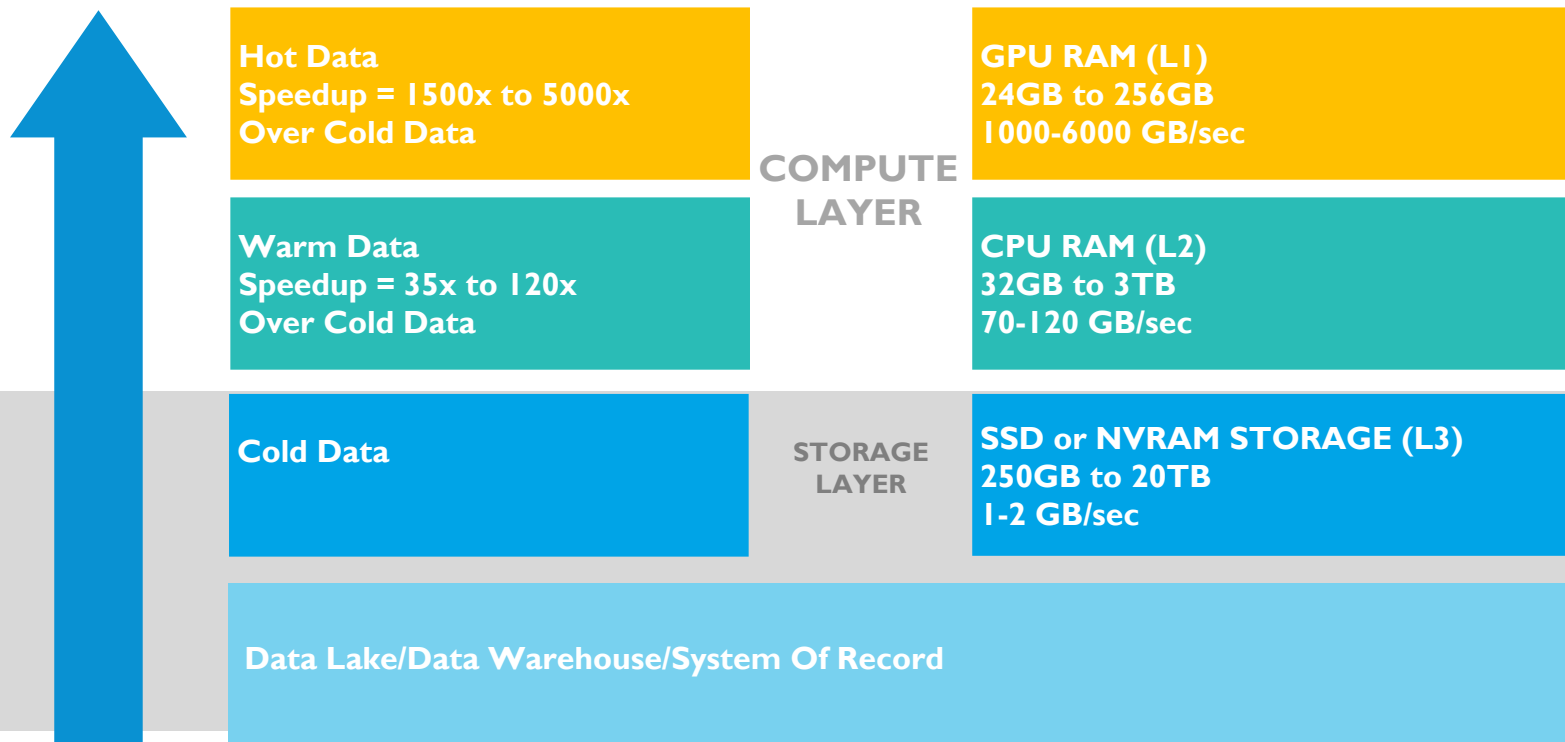 Hot Data
Speedup = 1500x to 5000x
Over Cold Data
GPU RAM (L1)
24GB to 256GB
1000-6000 GB/sec
COMPUTE
LAYER
Warm Data
Speedup = 35x to 120x
Over Cold Data
CPU RAM (L2)
32GB to 3TB
70-120 GB/sec
Cold Data
STORAGE
LAYER
SSD or NVRAM STORAGE (L3)
250GB to 20TB
1-2 GB/sec
Data Lake/Data Warehouse/System Of Record